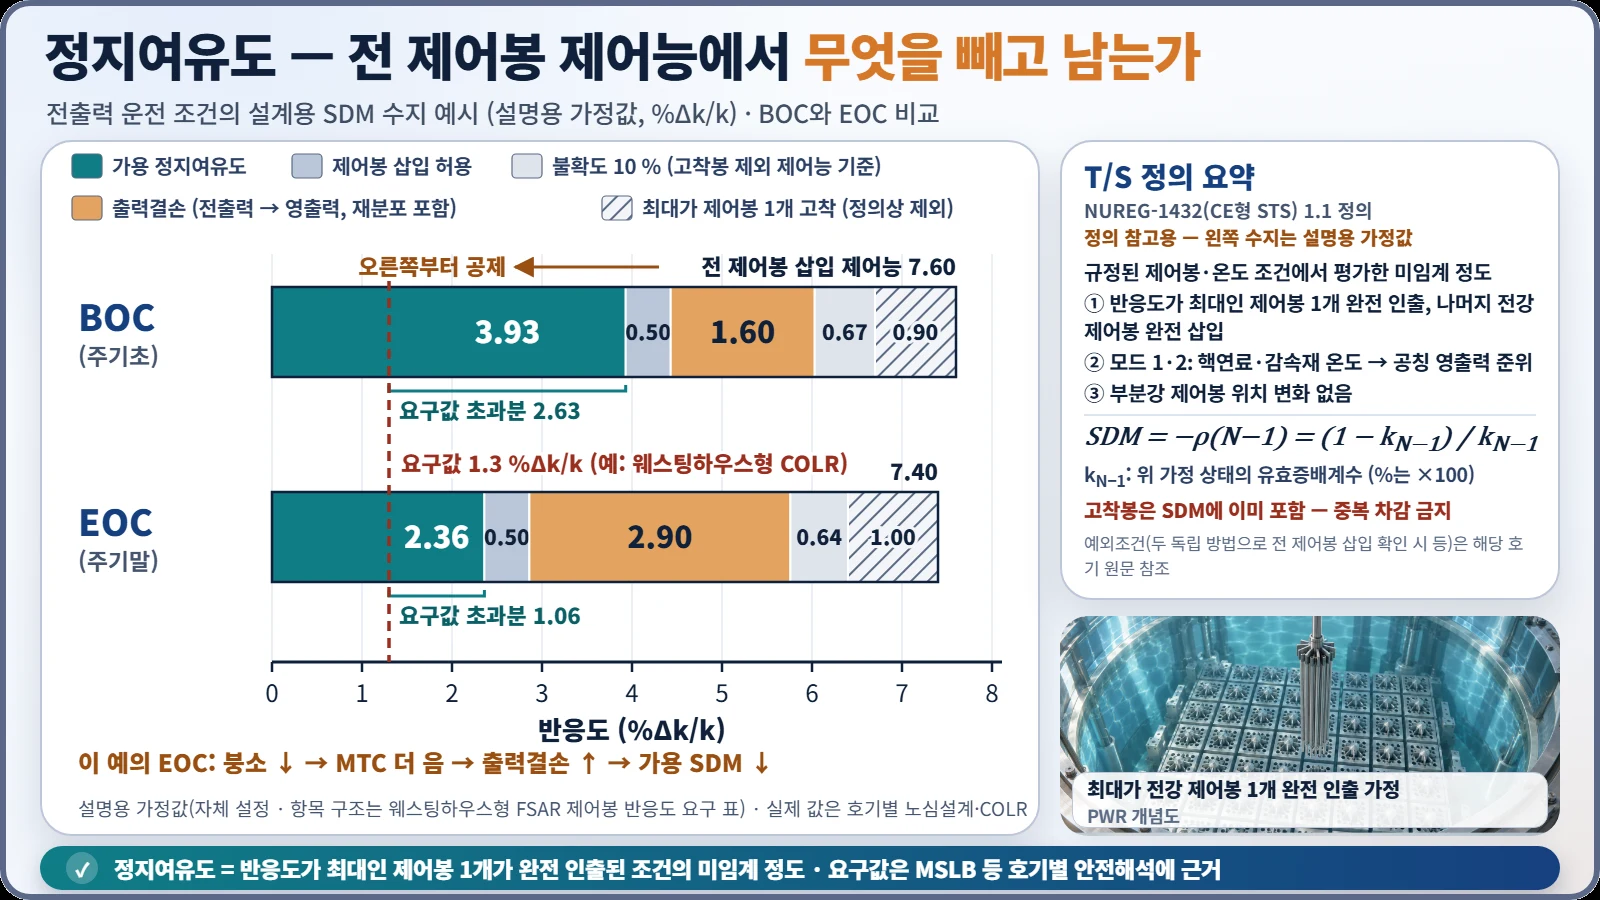 정지여유도 — 전 제어봉 제어능에서 무엇을 빼고 남는가
전출력 운전 조건의 설계용 SDM 수지 예시 (설명용 가정값, %Δk/k) · BOC와 EOC 비교
가용 정지여유도
제어봉 삽입 허용
불확도 10 % (고착봉 제외 제어능 기준)
출력결손 (전출력 → 영출력, 재분포 포함)
최대가 제어봉 1개 고착 (정의상 제외)
오른쪽부터 공제
전 제어봉 삽입 제어능 7.60
BOC
(주기초)
3.93
0.50
1.60
0.67
0.90
요구값 초과분 2.63
요구값 1.3 %Δk/k (예: 웨스팅하우스형 COLR)
7.40
EOC
(주기말)
2.36
0.50
2.90
0.64
1.00
요구값 초과분 1.06
0 1 2 3 4 5 6 7 8
반응도 (%Δk/k)
이 예의 EOC: 붕소 ↓ → MTC 더 음 → 출력결손 ↑ → 가용 SDM ↓
설명용 가정값(자체 설정 · 항목 구조는 웨스팅하우스형 FSAR 제어봉 반응도 요구 표) · 실제 값은 호기별 노심설계·COLR
T/S 정의 요약
NUREG-1432(CE형 STS) 1.1 정의
정의 참고용 — 왼쪽 수지는 설명용 가정값
규정된 제어봉·온도 조건에서 평가한 미임계 정도
① 반응도가 최대인 제어봉 1개 완전 인출, 나머지 전강
제어봉 완전 삽입
② 모드 1·2: 핵연료·감속재 온도 → 공칭 영출력 준위
③ 부분강 제어봉 위치 변화 없음
SDM = −ρ(N−1) = (1 − k_{N−1}) / k_{N−1}
k_{N−1}: 위 가정 상태의 유효증배계수 (%는 ×100)
고착봉은 SDM에 이미 포함 — 중복 차감 금지
예외조건(두 독립 방법으로 전 제어봉 삽입 확인 시 등)은 해당 호
기 원문 참조
최대가 전강 제어봉 1개 완전 인출 가정
PWR 개념도
✓ 정지여유도 = 반응도가 최대인 제어봉 1개가 완전 인출된 조건의 미임계 정도 · 요구값은 MSLB 등 호기별 안전해석에 근거